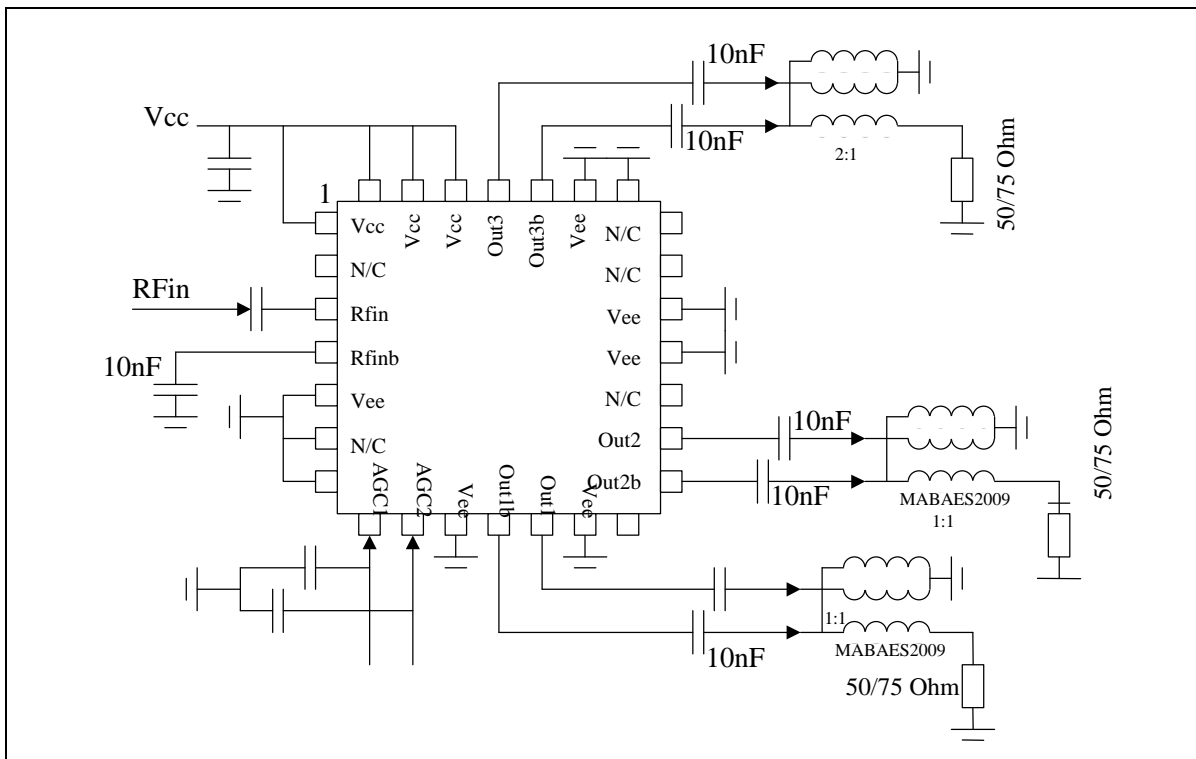 10nF
Vcc
10nF
2:1
50/75 Ohm
1
Vcc
Vcc
Vcc
Out3
Out3b
Vee
N/C
N/C
N/C
RFin
Rfin
Vee
10nF
Rfinb
Vee
Vee
N/C
N/C
10nF
Out2
50/75 Ohm
AGC1
AGC2
Vee
Out1b
Out1
Vee
Out2b
10nF
MABAES2009
1:1
1:1
10nF
MABAES2009
50/75 Ohm